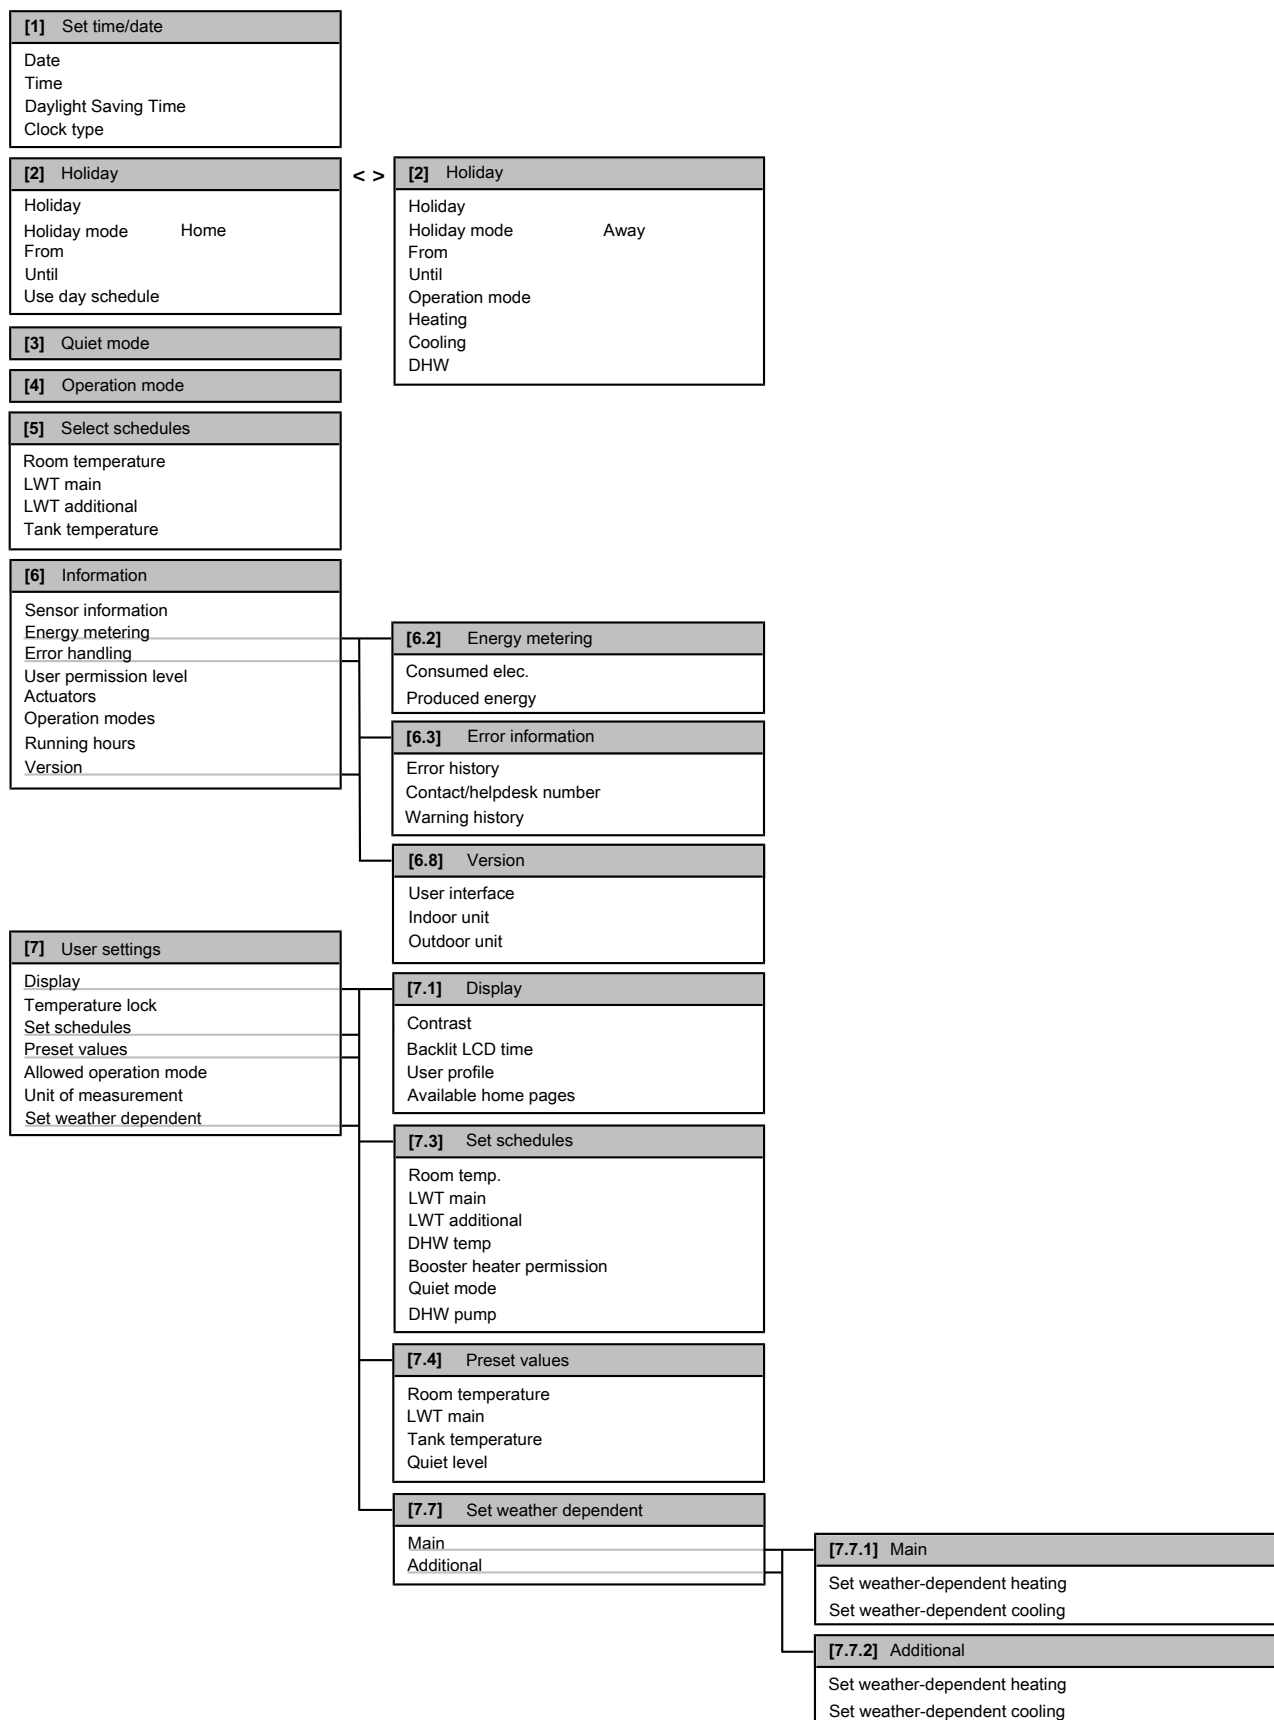 [1] Set time/date
Date
Time
Daylight Saving Time
Clock type
[2] Holiday
Holiday
Holiday mode Home
From
Until
Use day schedule
< >
[2] Holiday
Holiday
Holiday mode Away
From
Until
Operation mode
Heating
Cooling
DHW
[3] Quiet mode
[4] Operation mode
[5] Select schedules
Room temperature
LWT main
LWT additional
Tank temperature
[6] Information
Sensor information
Energy metering
Error handling
User permission level
Actuators
Operation modes
Running hours
Version
[6.2] Energy metering
Consumed elec.
Produced energy
[6.3] Error information
Error history
Contact/helpdesk number
Warning history
[6.8] Version
User interface
Indoor unit
Outdoor unit
[7] User settings
Display
Temperature lock
Set schedules
Preset values
Allowed operation mode
Unit of measurement
Set weather dependent
[7.1] Display
Contrast
Backlit LCD time
User profile
Available home pages
[7.3] Set schedules
Room temp.
LWT main
LWT additional
DHW temp
Booster heater permission
Quiet mode
DHW pump
[7.4] Preset values
Room temperature
LWT main
Tank temperature
Quiet level
[7.7] Set weather dependent
Main
Additional
[7.7.1] Main
Set weather-dependent heating
Set weather-dependent cooling
[7.7.2] Additional
Set weather-dependent heating
Set weather-dependent cooling